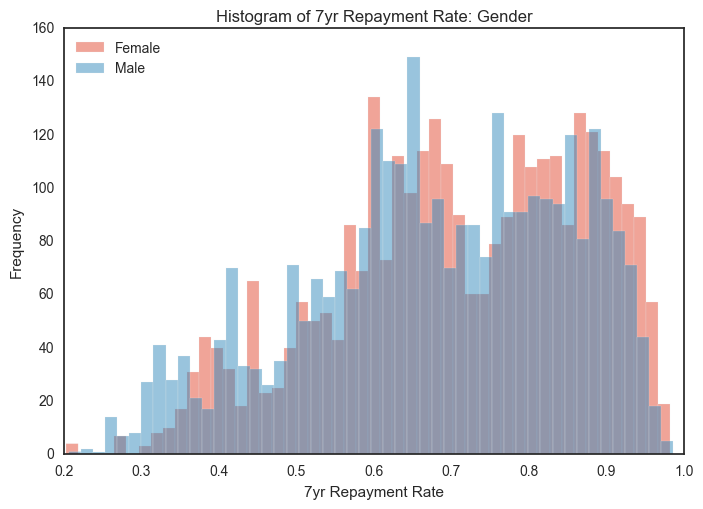 Histogram of 7yr Repayment Rate: Gender
Female
Male
160
140
120
100
80
60
40
20
0
Frequency
0.2 0.3 0.4 0.5 0.6 0.7 0.8 0.9 1.0
7yr Repayment Rate